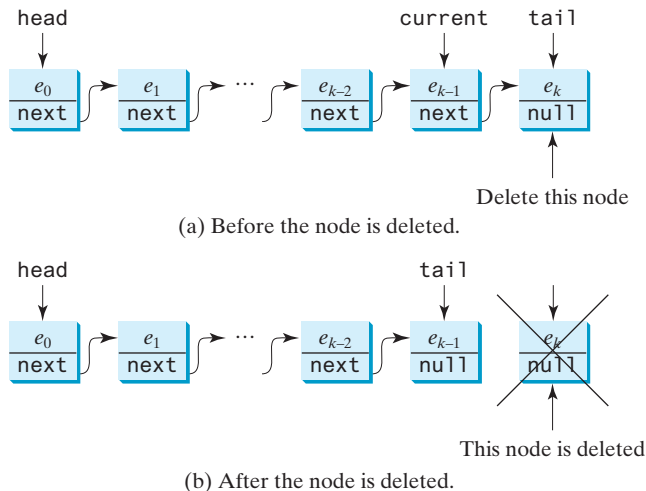 head current tail
e0 e1 … ek–2 ek–1 ek
next next next next null
Delete this node
(a) Before the node is deleted.
head tail
e0 e1 … ek–2 ek–1 ek
next next next null null
This node is deleted
(b) After the node is deleted.